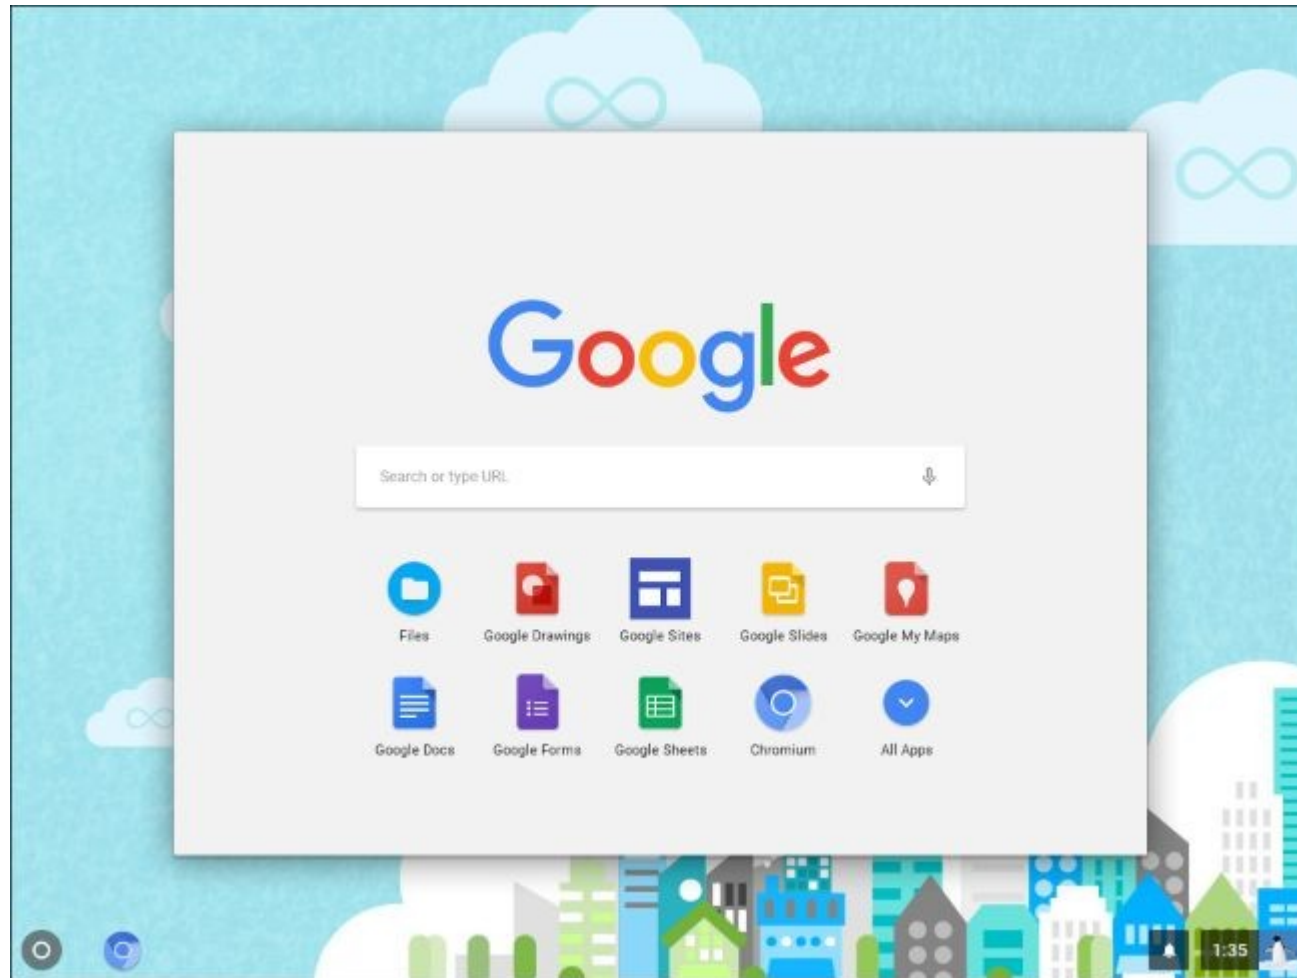 Google
Search or type URL
Files
Google Drawings
Google Sites
Google Slides
Google My Maps
Google Docs
Google Forms
Google Sheets
Chromium
All Apps
1:35